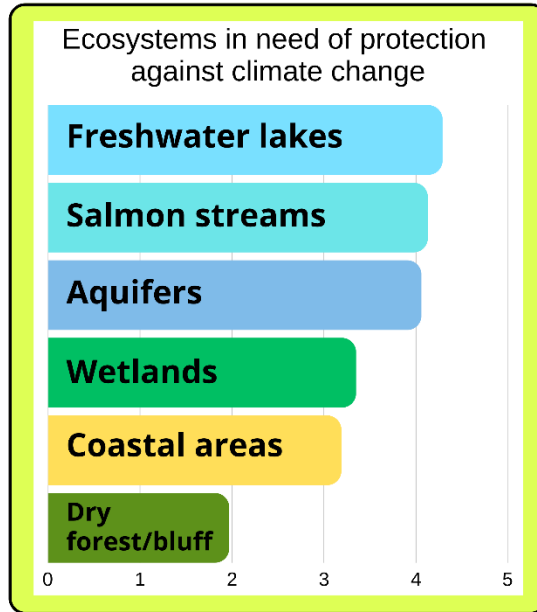 Ecosystems in need of protection
against climate change
Freshwater lakes
Salmon streams
Aquifers
Wetlands
Coastal areas
Dry
forest/bluff
0 1 2 3 4 5